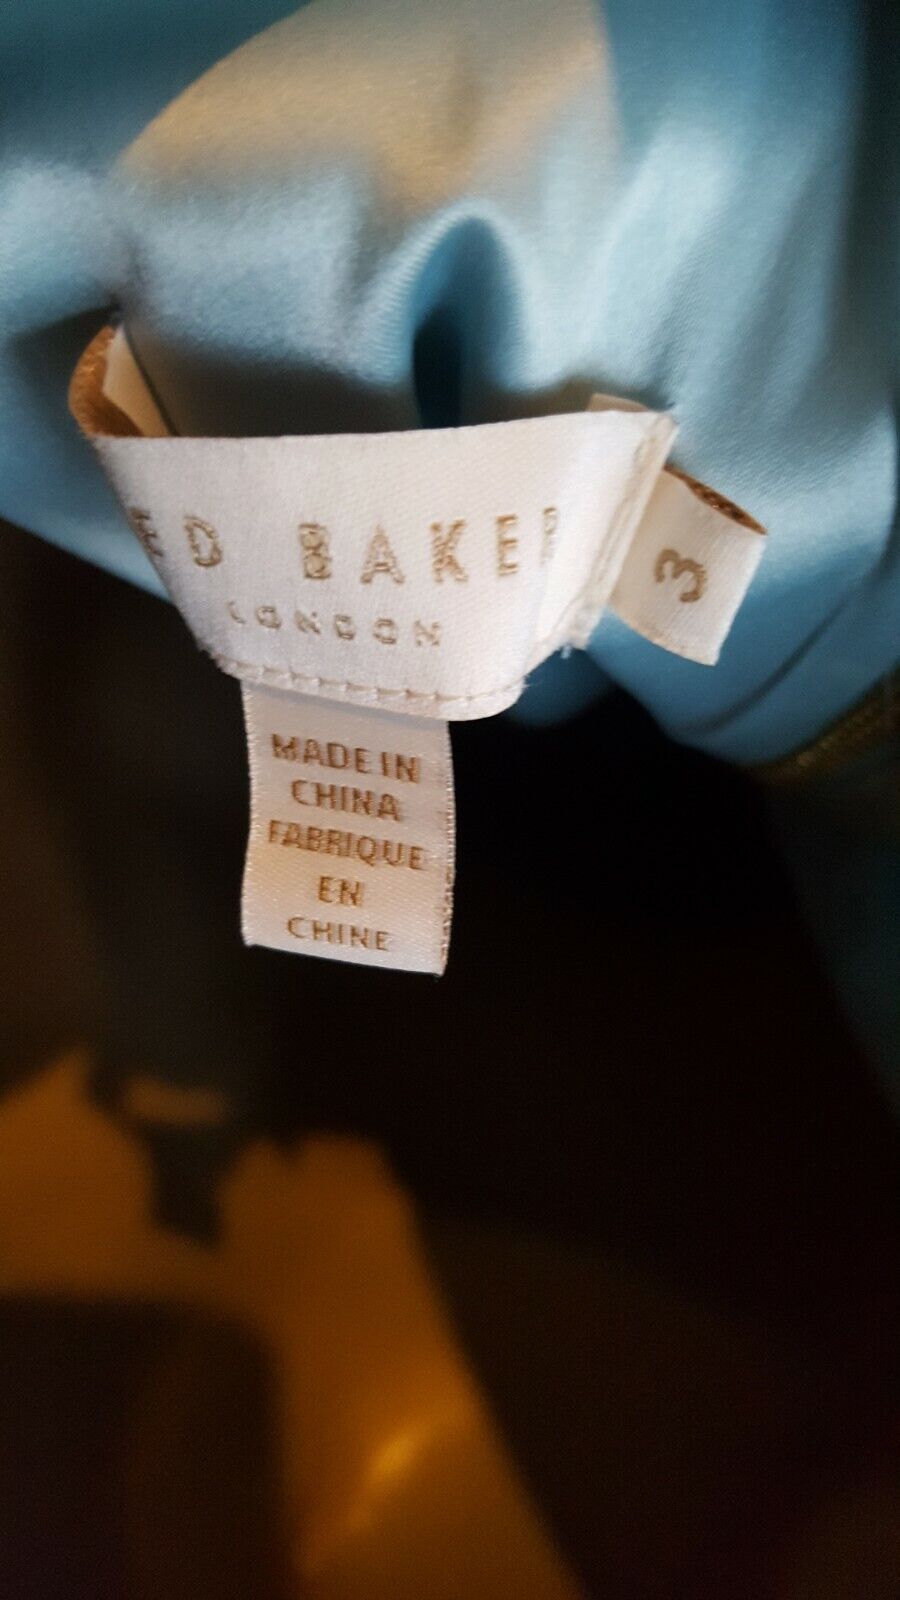 ED BAKER
LONDON
3
MADE IN
CHINA
FABRIQUE
EN
CHINE